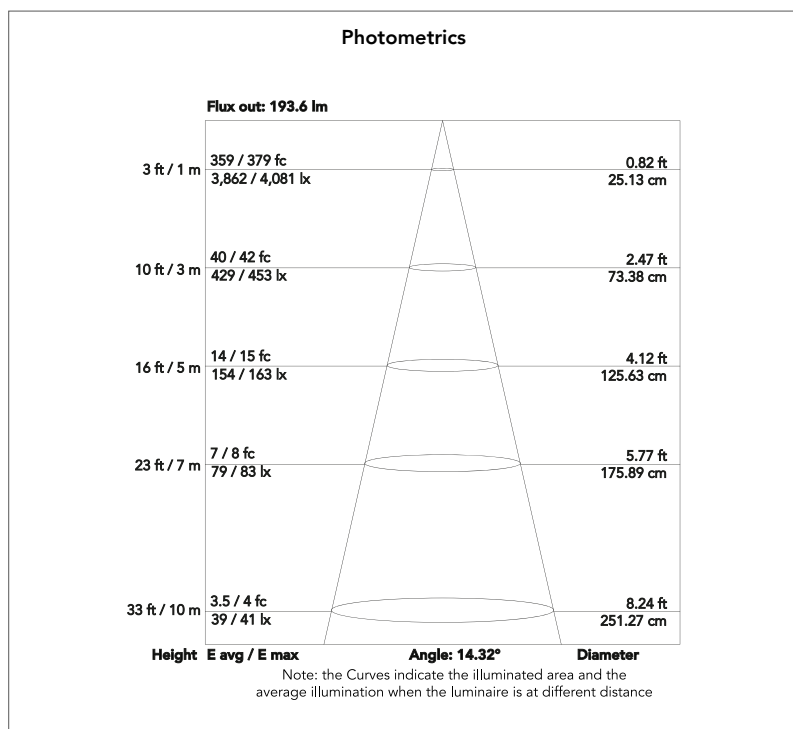 Photometrics
Flux out: 193.6 lm
3 ft / 1 m
359 / 379 fc
3,862 / 4,081 lx
0.82 ft
25.13 cm
10 ft / 3 m
40 / 42 fc
429 / 453 lx
2.47 ft
73.38 cm
16 ft / 5 m
14 / 15 fc
154 / 163 lx
4.12 ft
125.63 cm
23 ft / 7 m
7 / 8 fc
79 / 83 lx
5.77 ft
175.89 cm
33 ft / 10 m
3.5 / 4 fc
39 / 41 lx
8.24 ft
251.27 cm
Height E avg / E max Angle: 14.32° Diameter
Note: the Curves indicate the illuminated area and the
average illumination when the luminaire is at different distance